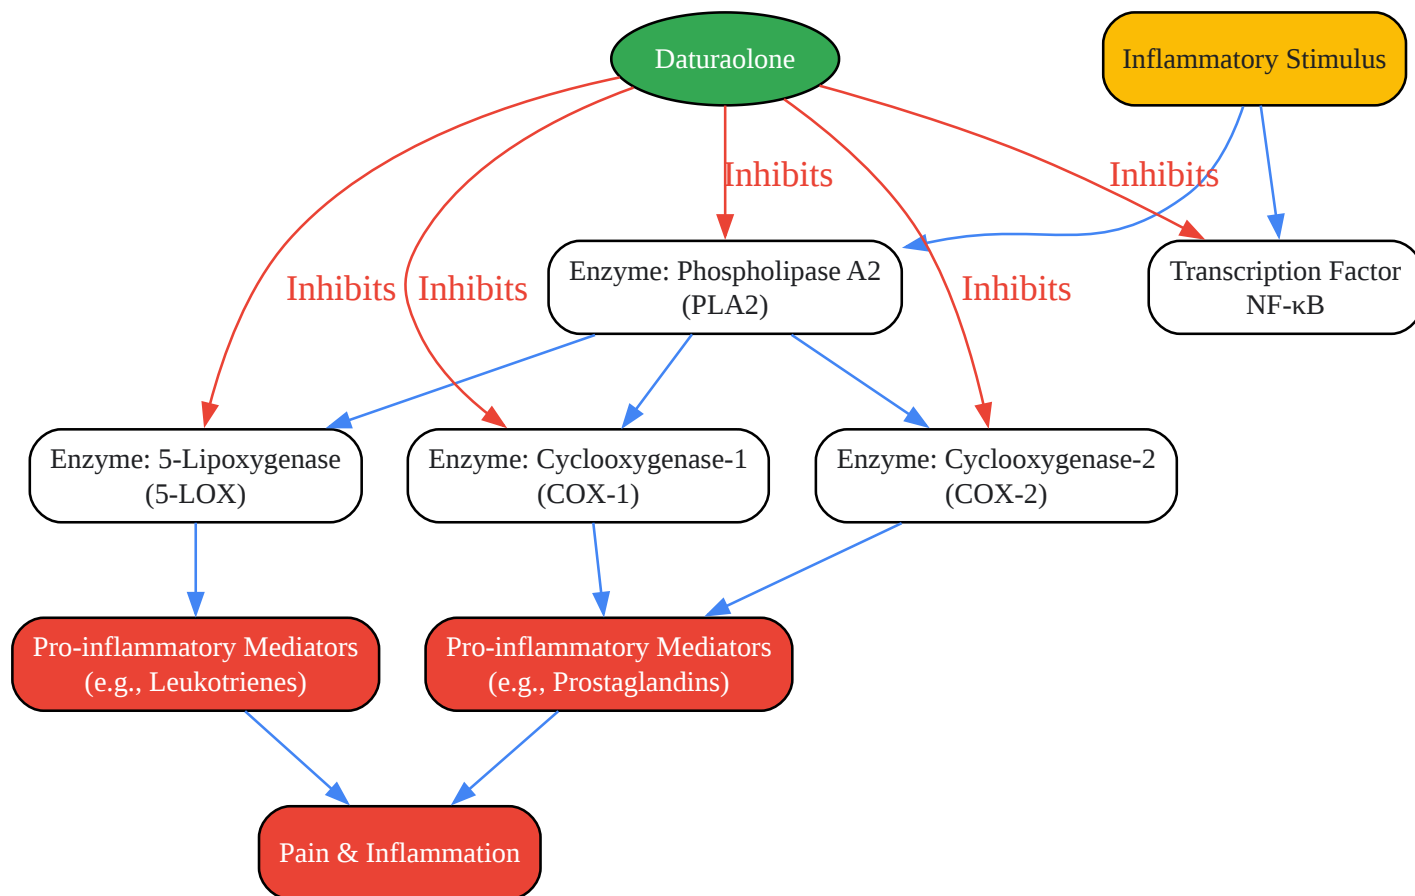 Daturaolone
Inflammatory Stimulus
Inhibits
Inhibits
Enzyme: Phospholipase A2
(PLA2)
Transcription Factor
NF-κB
Inhibits
Inhibits
Inhibits
Enzyme: 5-Lipoxygenase
(5-LOX)
Enzyme: Cyclooxygenase-1
(COX-1)
Enzyme: Cyclooxygenase-2
(COX-2)
Pro-inflammatory Mediators
(e.g., Leukotrienes)
Pro-inflammatory Mediators
(e.g., Prostaglandins)
Pain & Inflammation